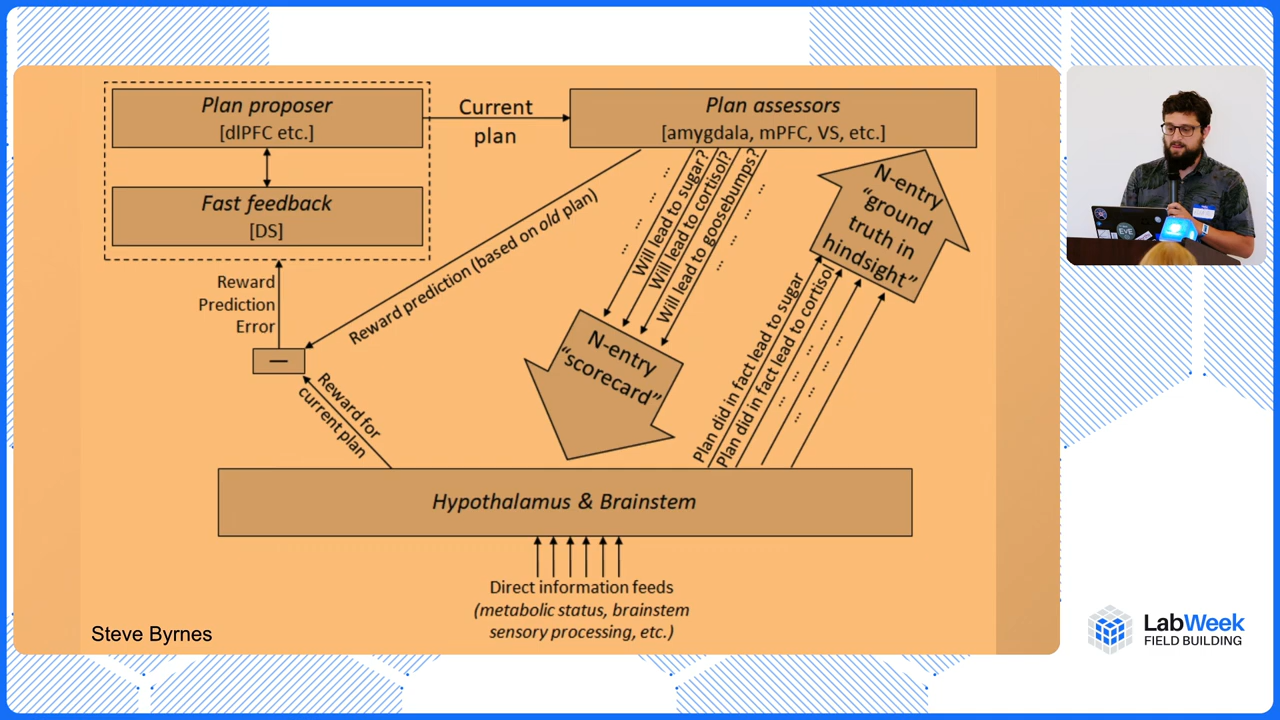 Plan proposer
[dlPFC etc.]
Current
plan
Plan assessors
[amygdala, mPFC, VS, etc.]
Fast feedback
[DS]
Reward
Prediction
Error
—
Reward prediction (based on old plan)
Reward for
current plan
...
Will lead to sugar?
Will lead to cortisol?
Will lead to goosebumps?
...
...
...
...
N-entry
“scorecard”
N-entry
“ground
truth in
hindsight”
Plan did in fact lead to sugar
Plan did in fact lead to cortisol
...
...
...
...
...
Hypothalamus & Brainstem
Direct information feeds
(metabolic status, brainstem
sensory processing, etc.)
Steve Byrnes
EVE
LabWeek
FIELD BUILDING